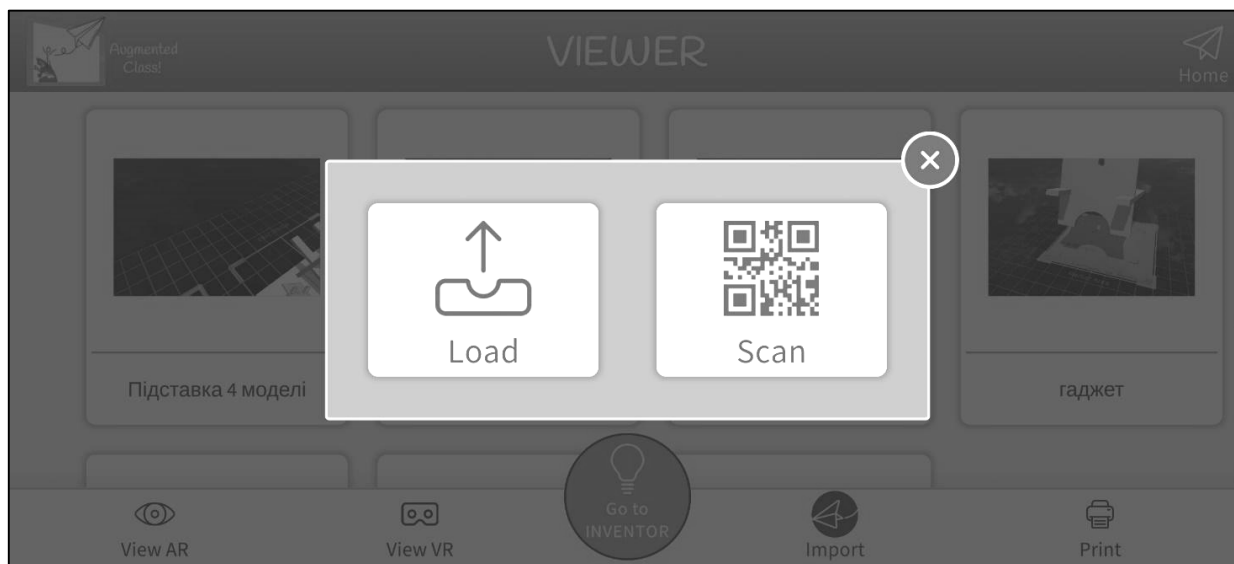 Augmented
Class!
VIEWER
Home
Load
Scan
Підставка 4 моделі
гаджет
Go to
INVENTOR
View AR
View VR
Import
Print